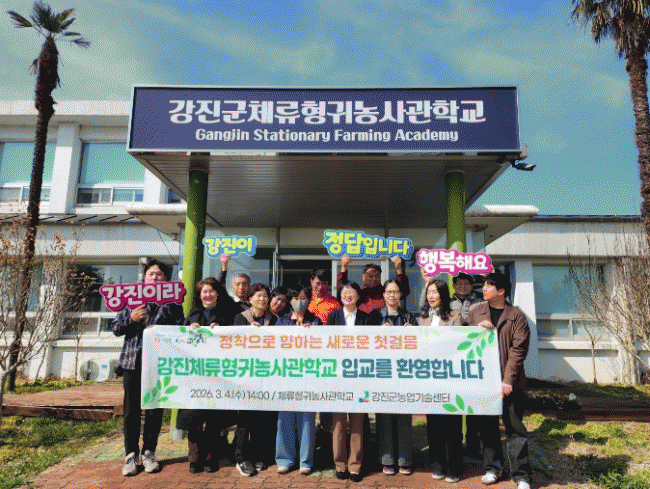 강진군체류형귀농사관학교
Gangjin Stationary Farming Academy
강진이
정답입니다
행복해요
강진이라
정착으로 향하는 새로운 첫걸음
강진체류형귀농사관학교 입교를 환영합니다
2026. 3. 4.(수) 14:00 / 체류형귀농사관학교 강진군농업기술센터